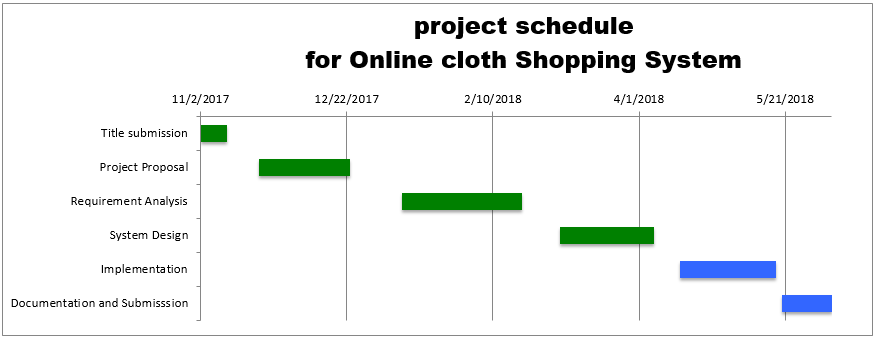 project schedule
for Online cloth Shopping System
11/2/2017 12/22/2017 2/10/2018 4/1/2018 5/21/2018
Title submission
Project Proposal
Requirement Analysis
System Design
Implementation
Documentation and Submisssion